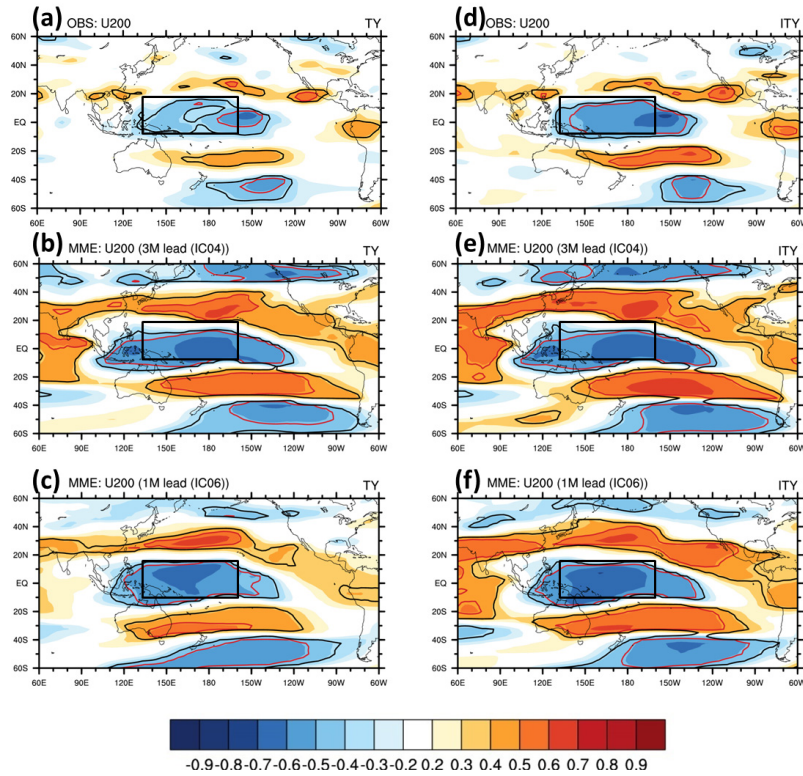 (a) OBS: U200 TY
60N
40N
20N
EQ
20S
40S
60S
60E 90E 120E 150E 180 150W 120W 90W 60W
(d) OBS: U200 ITY
60N
40N
20N
EQ
20S
40S
60S
60E 90E 120E 150E 180 150W 120W 90W 60W
(b) MME: U200 (3M lead (IC04)) TY
60N
40N
20N
EQ
20S
40S
60S
60E 90E 120E 150E 180 150W 120W 90W 60W
(e) MME: U200 (3M lead (IC04)) ITY
60N
40N
20N
EQ
20S
40S
60S
60E 90E 120E 150E 180 150W 120W 90W 60W
(c) MME: U200 (1M lead (IC06)) TY
60N
40N
20N
EQ
20S
40S
60S
60E 90E 120E 150E 180 150W 120W 90W 60W
(f) MME: U200 (1M lead (IC06)) ITY
60N
40N
20N
EQ
20S
40S
60S
60E 90E 120E 150E 180 150W 120W 90W 60W
-0.9 -0.8 -0.7 -0.6 -0.5 -0.4 -0.3 -0.2 0.2 0.3 0.4 0.5 0.6 0.7 0.8 0.9